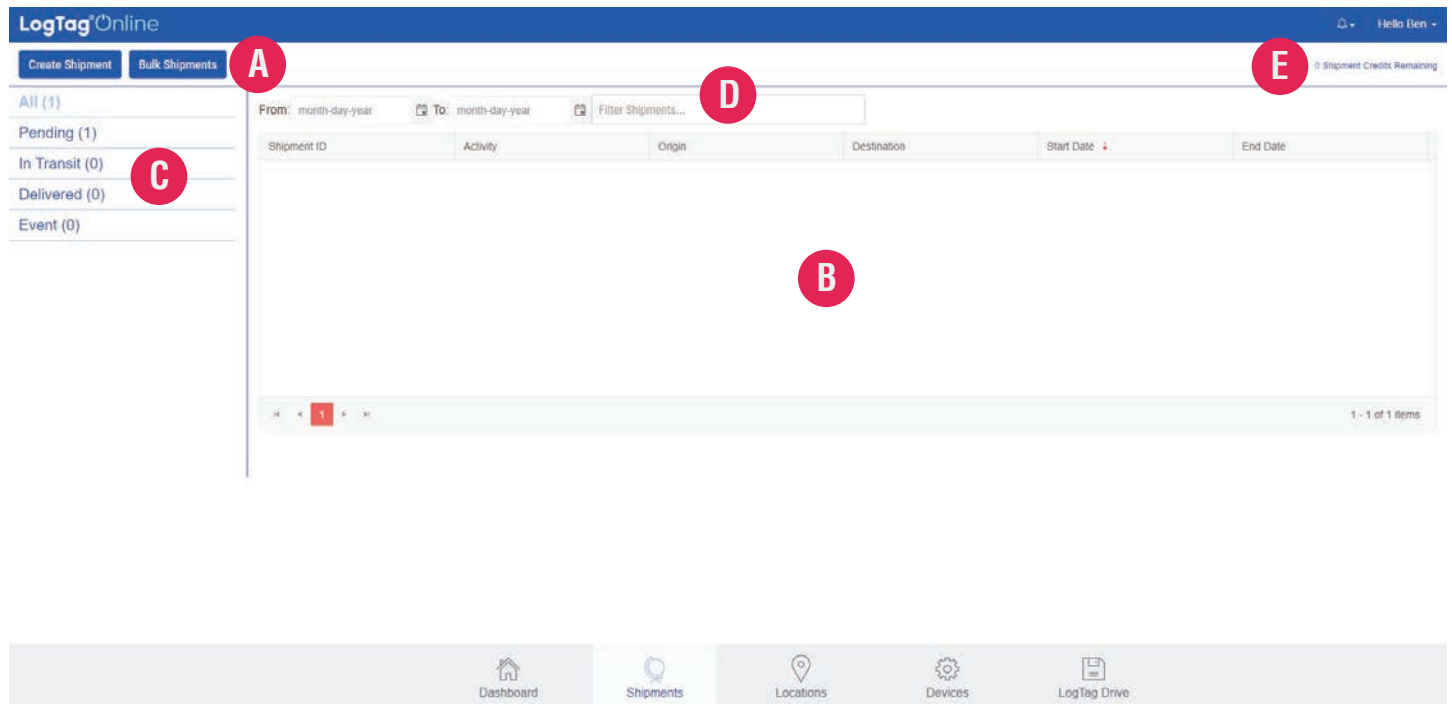 LogTag®Online
Hello Ben
Create Shipment Bulk Shipments A E 0 Shipment Credits Remaining
All (1)
Pending (1)
In Transit (0)
Delivered (0)
Event (0)
C
From: month-day-year To: month-day-year Filter Shipments... D
Shipment ID Activity Origin Destination Start Date End Date
B
1 1 - 1 of 1 items
Dashboard Shipments Locations Devices LogTag Drive